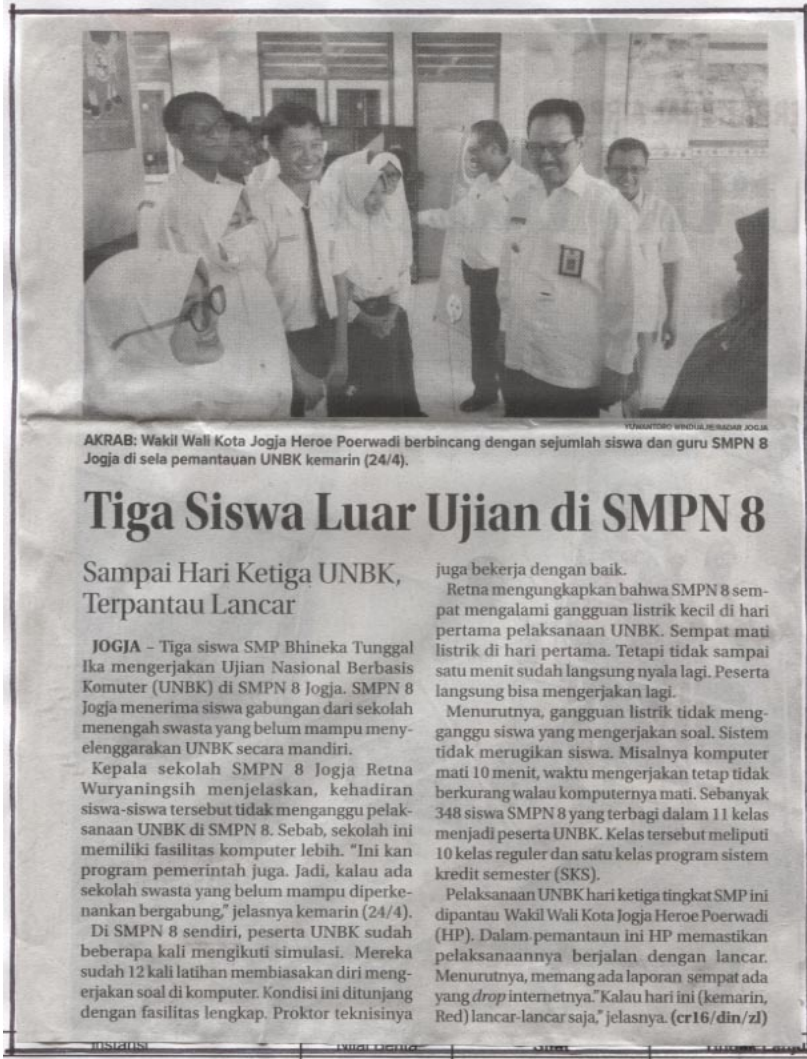 YUWANTORO WINDUAJIE/RADAR JOGJA
AKRAB: Wakil Wali Kota Jogja Heroe Poerwadi berbincang dengan sejumlah siswa dan guru SMPN 8
Jogja di sela pemantauan UNBK kemarin (24/4).
Tiga Siswa Luar Ujian di SMPN 8
Sampai Hari Ketiga UNBK,
Terpantau Lancar
JOGJA – Tiga siswa SMP Bhineka Tunggal
Ika mengerjakan Ujian Nasional Berbasis
Komuter (UNBK) di SMPN 8 Jogja. SMPN 8
Jogja menerima siswa gabungan dari sekolah
menengah swasta yang belum mampu meny-
elenggarakan UNBK secara mandiri.
Kepala sekolah SMPN 8 Jogja Retna
Wuryaningsih menjelaskan, kehadiran
siswa-siswa tersebut tidak menganggu pelak-
sanaan UNBK di SMPN 8. Sebab, sekolah ini
memiliki fasilitas komputer lebih. "Ini kan
program pemerintah juga. Jadi, kalau ada
sekolah swasta yang belum mampu diperke-
nankan bergabung," jelasnya kemarin (24/4).
Di SMPN 8 sendiri, peserta UNBK sudah
beberapa kali mengikuti simulasi. Mereka
sudah 12 kali latihan membiasakan diri meng-
erjakan soal di komputer. Kondisi ini ditunjang
dengan fasilitas lengkap. Proktor teknisinya
juga bekerja dengan baik.
Retna mengungkapkan bahwa SMPN 8 sem-
pat mengalami gangguan listrik kecil di hari
pertama pelaksanaan UNBK. Sempat mati
listrik di hari pertama. Tetapi tidak sampai
satu menit sudah langsung nyala lagi. Peserta
langsung bisa mengerjakan lagi.
Menurutnya, gangguan listrik tidak meng-
ganggu siswa yang mengerjakan soal. Sistem
tidak merugikan siswa. Misalnya komputer
mati 10 menit, waktu mengerjakan tetap tidak
berkurang walau komputernya mati. Sebanyak
348 siswa SMPN 8 yang terbagi dalam 11 kelas
menjadi peserta UNBK. Kelas tersebut meliputi
10 kelas reguler dan satu kelas program sistem
kredit semester (SKS).
Pelaksanaan UNBK hari ketiga tingkat SMP ini
dipantau Wakil Wali Kota Jogja Heroe Poerwadi
(HP). Dalam pemantaun ini HP memastikan
pelaksanaannya berjalan dengan lancar.
Menurutnya, memang ada laporan sempat ada
yang drop internetnya."Kalau hari ini (kemarin,
Red) lancar-lancar saja," jelasnya. (cr16/din/zl)